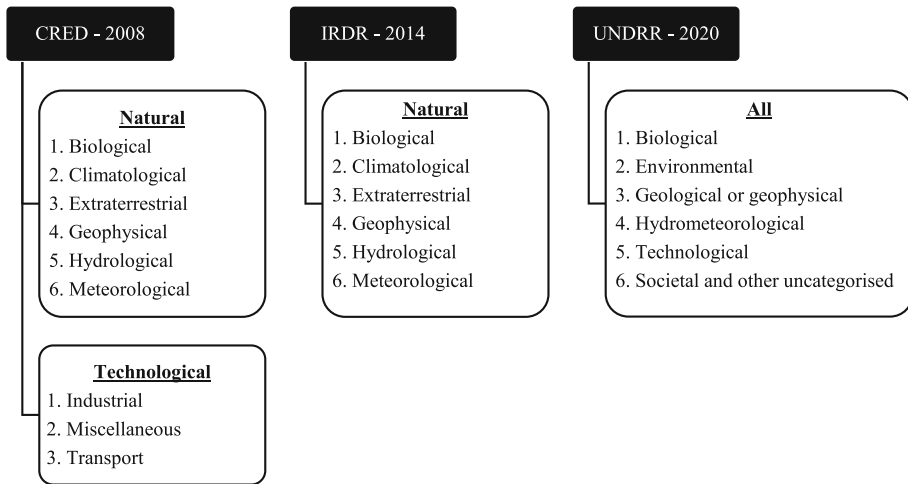 CRED - 2008
Natural
1. Biological
2. Climatological
3. Extraterrestrial
4. Geophysical
5. Hydrological
6. Meteorological
Technological
1. Industrial
2. Miscellaneous
3. Transport
IRDR - 2014
Natural
1. Biological
2. Climatological
3. Extraterrestrial
4. Geophysical
5. Hydrological
6. Meteorological
UNDRR - 2020
All
1. Biological
2. Environmental
3. Geological or geophysical
4. Hydrometeorological
5. Technological
6. Societal and other uncategorised